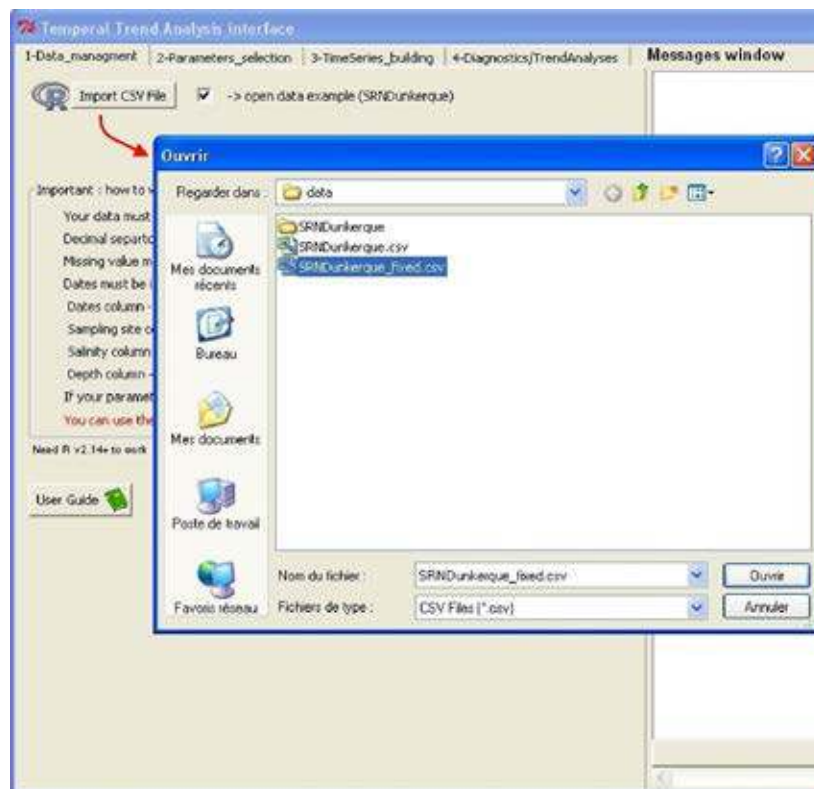 Temporal Trend Analysis interface
1-Data_managment
2-Parameters_selection
3-TimeSeries_building
4-Diagnostics/TrendAnalyses
Messages window
Import CSV File
-> open data example (SRNDunkerque)
Ouvrir
Regarder dans :
data
Important : how to
Your data must
Decimal separato
Missing value m
Dates must be
Dates column -
Sampling site c
Salinity column
Depth column -
If your paramet
You can use the
Need R v2.14+ to work
User Guide
Mes documents récents
Bureau
Mes documents
Poste de travail
Favoris réseau
SRNDunkerque
SRNDunkerque.csv
SRNDunkerque_fixed.csv
Nom du fichier :
SRNDunkerque_fixed.csv
Ouvrir
Fichiers de type :
CSV Files (*.csv)
Annuler